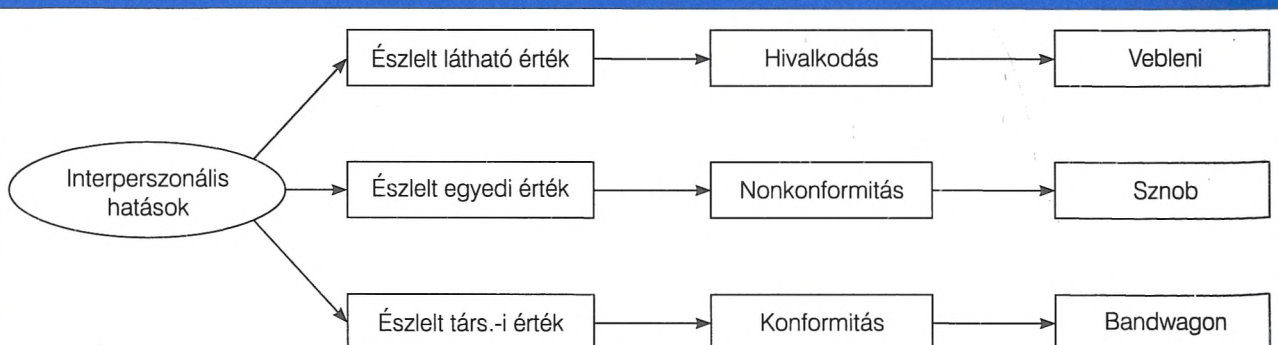 Észlelt látható érték
Hivalkodás
Vebleni
Interperszonális
hatások
Észlelt egyedi érték
Nonkonformitás
Sznob
Észlelt társ.-i érték
Konformitás
Bandwagon